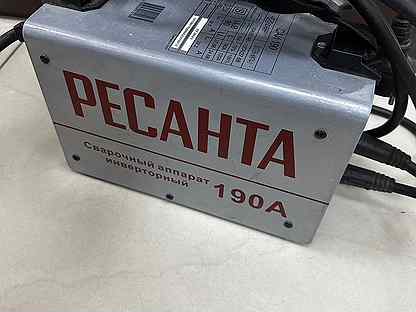 РЕСАНТА
Сварочный аппарат
инверторный
190А